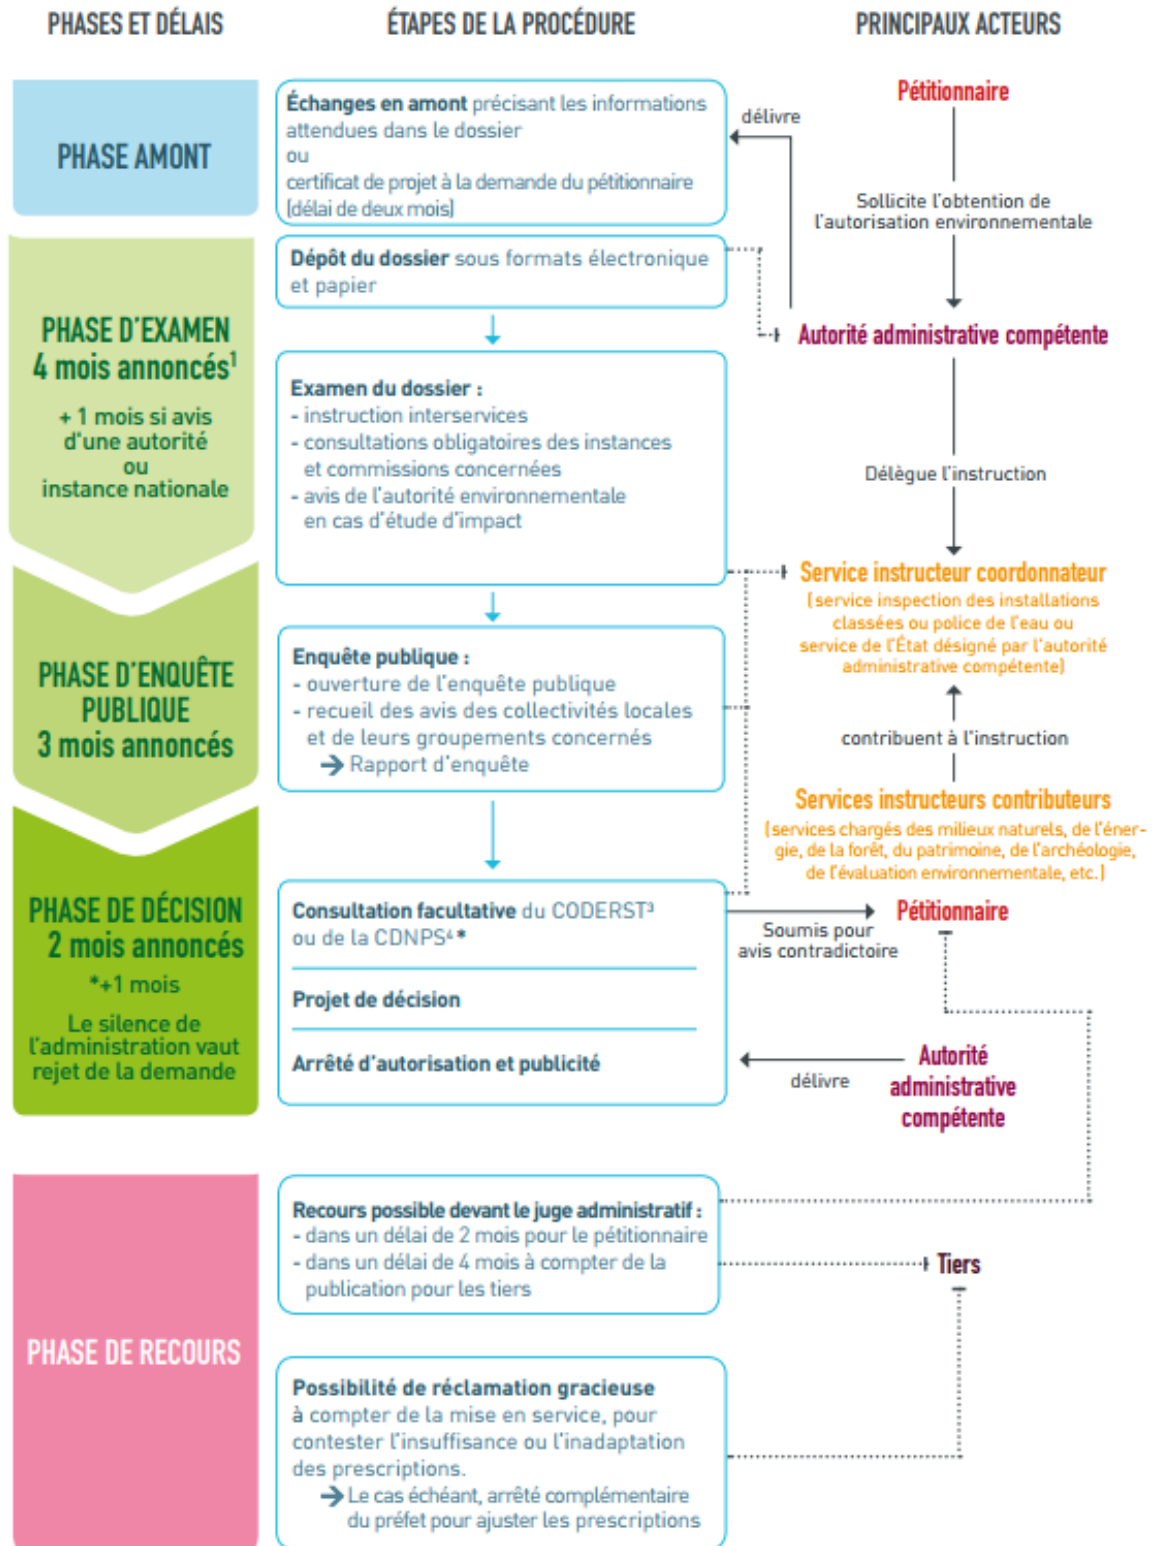 PHASES ET DÉLAIS
ÉTAPES DE LA PROCÉDURE
PRINCIPAUX ACTEURS
PHASE AMONT
Échanges en amont précisant les informations
attendues dans le dossier
ou
certificat de projet à la demande du pétitionnaire
(délai de deux mois)
délivre
Pétitionnaire
Sollicite l'obtention de
l'autorisation environnementale
PHASE D'EXAMEN
4 mois annoncés¹
+ 1 mois si avis
d'une autorité
ou
instance nationale
Dépôt du dossier sous formats électronique
et papier
Autorité administrative compétente
Examen du dossier :
- instruction interservices
- consultations obligatoires des instances
et commissions concernées
- avis de l'autorité environnementale
en cas d'étude d'impact
Délègue l'instruction
Service instructeur coordonnateur
(service inspection des installations
classées ou police de l'eau ou
service de l'État désigné par l'autorité
administrative compétente)
PHASE D'ENQUÊTE
PUBLIQUE
3 mois annoncés
Enquête publique :
- ouverture de l'enquête publique
- recueil des avis des collectivités locales
et de leurs groupements concernés
→ Rapport d'enquête
contribuent à l'instruction
Services instructeurs contributeurs
(services chargés des milieux naturels, de l'éner-
gie, de la forêt, du patrimoine, de l'archéologie,
de l'évaluation environnementale, etc.)
PHASE DE DÉCISION
2 mois annoncés
*+1 mois
Le silence de
l'administration vaut
rejet de la demande
Consultation facultative du CODERST³
ou de la CDNPS⁴*
Projet de décision
Arrêté d'autorisation et publicité
Soumis pour
avis contradictoire
Pétitionnaire
délivre
Autorité
administrative
compétente
PHASE DE RECOURS
Recours possible devant le juge administratif :
- dans un délai de 2 mois pour le pétitionnaire
- dans un délai de 4 mois à compter de la
publication pour les tiers
Tiers
Possibilité de réclamation gracieuse
à compter de la mise en service, pour
contester l'insuffisance ou l'inadaptation
des prescriptions.
→ Le cas échéant, arrêté complémentaire
du préfet pour ajuster les prescriptions